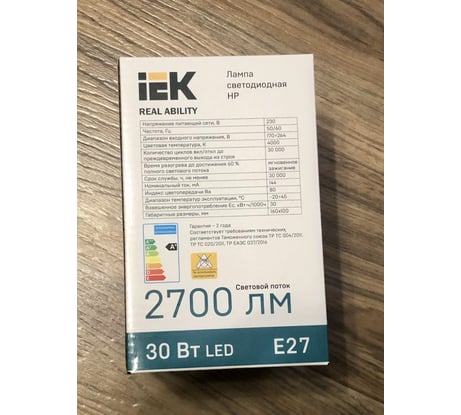 iEK
REAL ABILITY
Лампа
светодиодная
HP
Напряжение питающей сети, В 230
Частота, Гц 50/60
Диапазон входного напряжения, В 170÷264
Цветовая температура, К 4000
Количество циклов вкл/откл до
преждевременного выхода из строя 30 000
Время разогрева до достижения 60 %
полного светового потока мгновенное
зажигание
Срок службы, ч, не менее 30 000
Номинальный ток, мА 144
Индекс цветопередачи Ra 80
Диапазон температур эксплуатации, °С -20÷40
Взвешенное энергопотребление Ec, кВт·ч/1000ч 30
Габаритные размеры, мм 160х100
Гарантия - 2 года
Соответствует требованиям технических
регламентов Таможенного союза ТР ТС 004/2011,
ТР ТС 020/2011, ТР ЕАЭС 037/2016
A+
Световой поток
2700 лм
30 Вт LED
E27